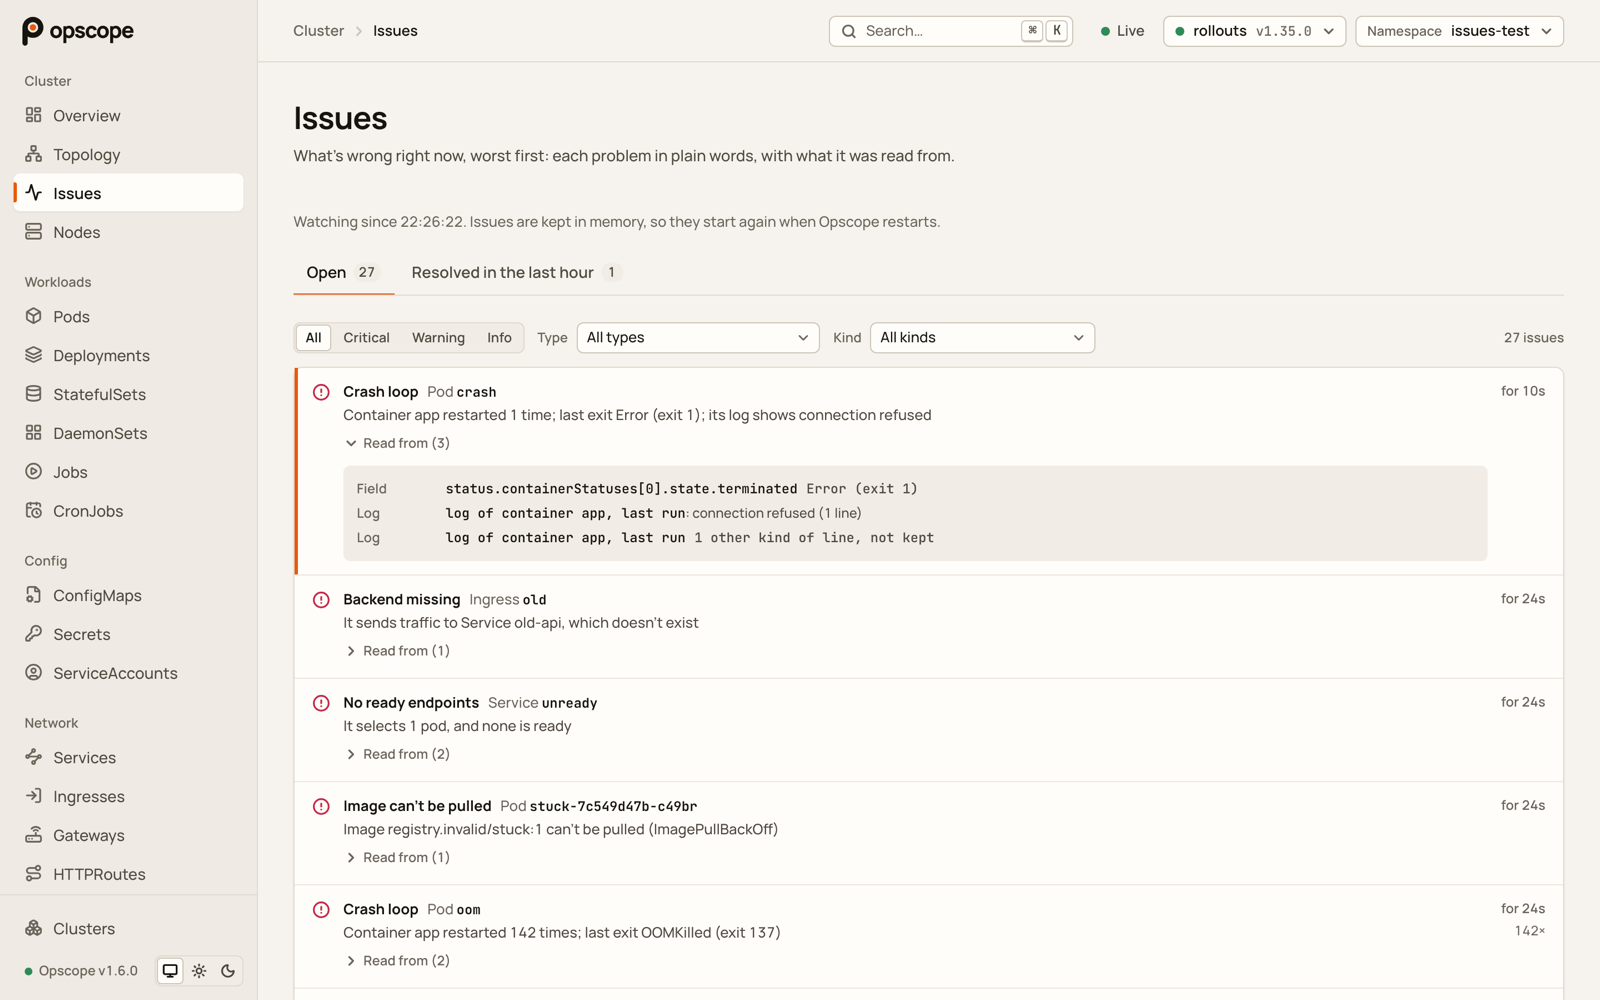 opscope
Cluster
Overview
Topology
Issues
Nodes
Workloads
Pods
Deployments
StatefulSets
DaemonSets
Jobs
CronJobs
Config
ConfigMaps
Secrets
ServiceAccounts
Network
Services
Ingresses
Gateways
HTTPRoutes
Clusters
Opscope v1.6.0
Cluster > Issues
Search... ⌘ K
Live
rollouts v1.35.0
Namespace issues-test
Issues
What's wrong right now, worst first: each problem in plain words, with what it was read from.
Watching since 22:26:22. Issues are kept in memory, so they start again when Opscope restarts.
Open 27 Resolved in the last hour 1
All Critical Warning Info Type All types Kind All kinds 27 issues
Crash loop Pod crash for 10s
Container app restarted 1 time; last exit Error (exit 1); its log shows connection refused
Read from (3)
Field status.containerStatuses[0].state.terminated Error (exit 1)
Log log of container app, last run: connection refused (1 line)
Log log of container app, last run 1 other kind of line, not kept
Backend missing Ingress old for 24s
It sends traffic to Service old-api, which doesn't exist
Read from (1)
No ready endpoints Service unready for 24s
It selects 1 pod, and none is ready
Read from (2)
Image can't be pulled Pod stuck-7c549d47b-c49br for 24s
Image registry.invalid/stuck:1 can't be pulled (ImagePullBackOff)
Read from (1)
Crash loop Pod oom for 24s
Container app restarted 142 times; last exit OOMKilled (exit 137) 142×
Read from (2)